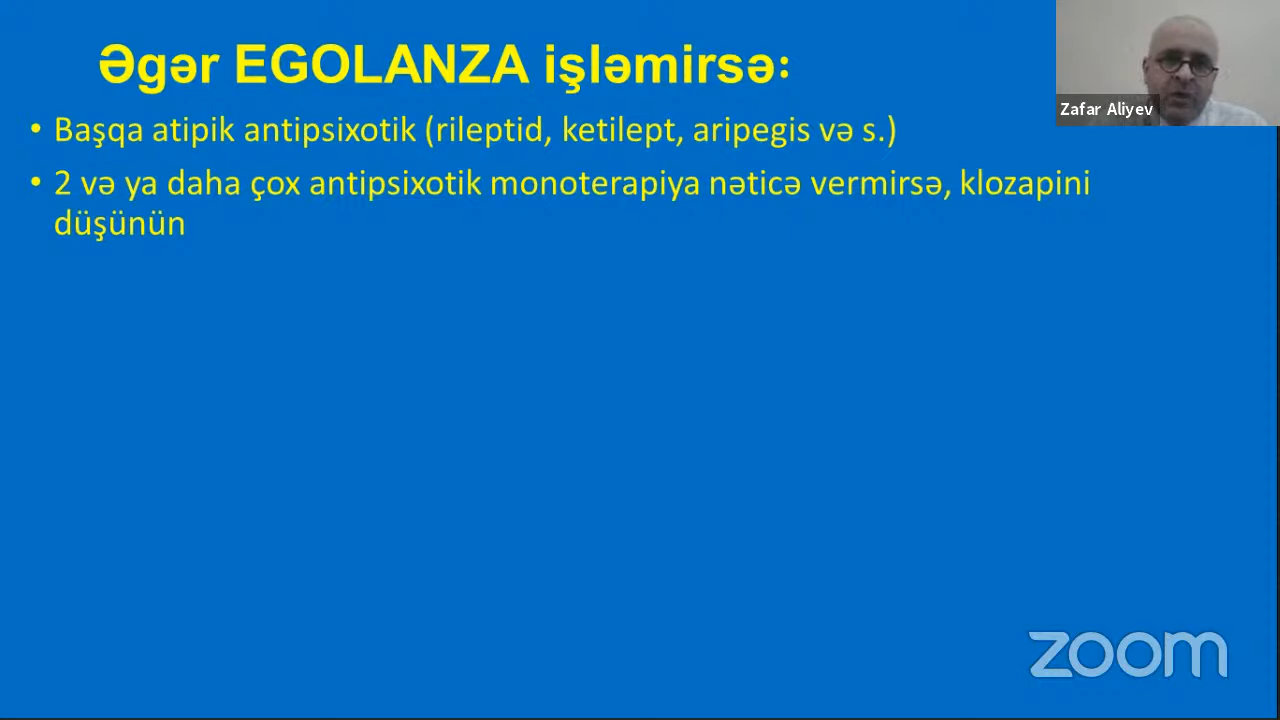 Əgər EGOLANZA işləmirsə:
Zafar Aliyev
• Başqa atipik antipsixotik (rileptid, ketilept, aripegis və s.)
• 2 və ya daha çox antipsixotik monoterapiya nəticə vermirsə, klozapini
düşünün
zoom